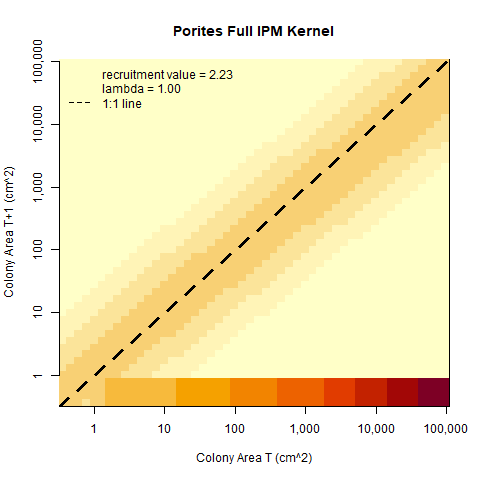 Porites Full IPM Kernel
recruitment value = 2.23
lambda = 1.00
1:1 line
Colony Area T+1 (cm^2)
100,000
10,000
1,000
100
10
1
1 10 100 1,000 10,000 100,000
Colony Area T (cm^2)